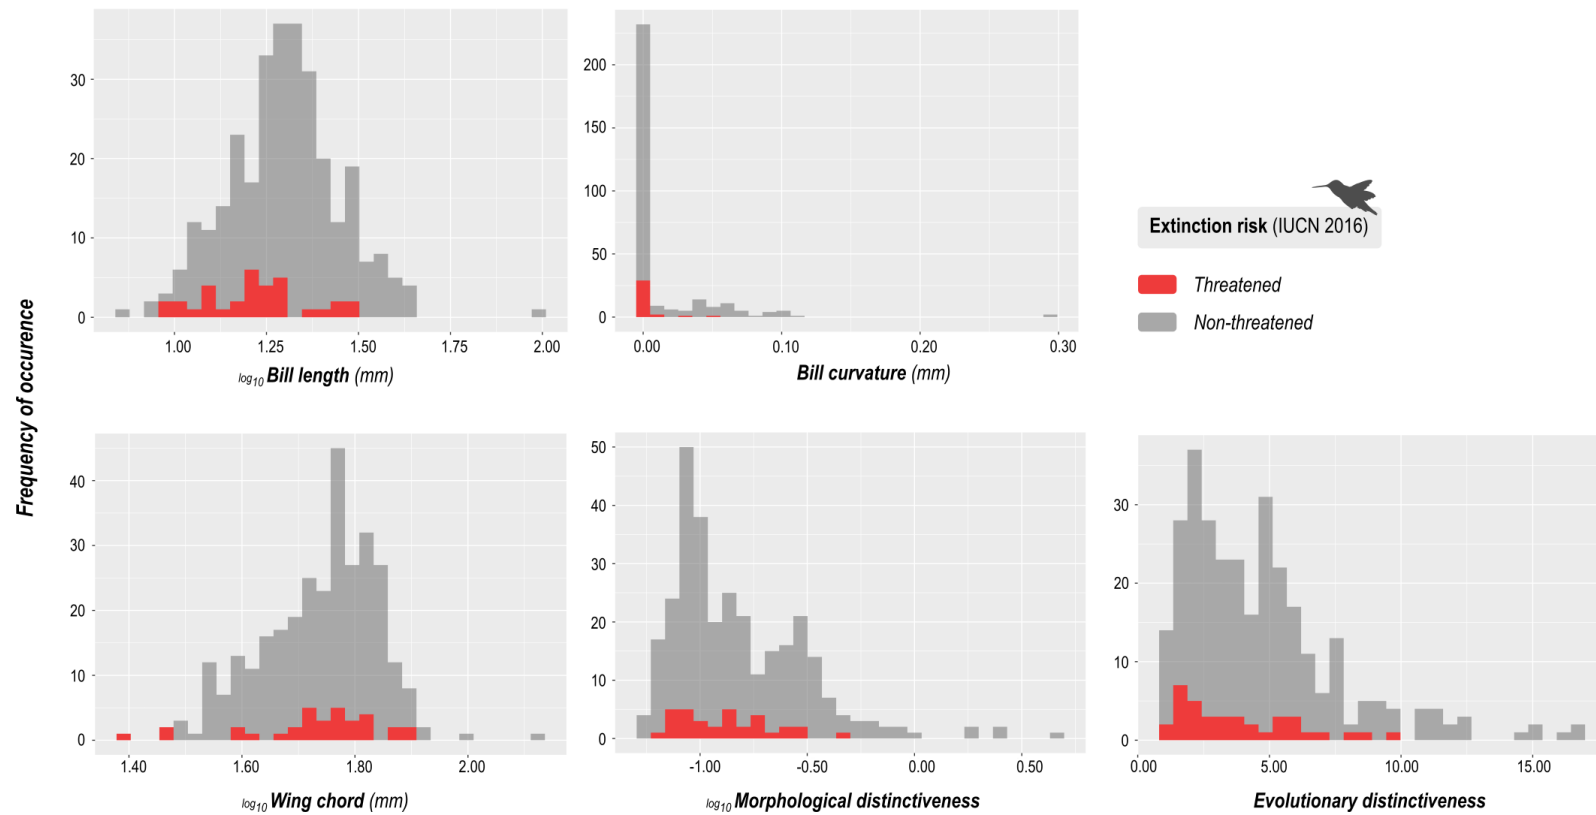 Frequency of occurence
30
20
10
0
1.00 1.25 1.50 1.75 2.00
log10 Bill length (mm)
200
150
100
50
0
0.00 0.10 0.20 0.30
Bill curvature (mm)
Extinction risk (IUCN 2016)
Threatened
Non-threatened
40
30
20
10
0
1.40 1.60 1.80 2.00
log10 Wing chord (mm)
50
40
30
20
10
0
-1.00 -0.50 0.00 0.50
log10 Morphological distinctiveness
30
20
10
0
0.00 5.00 10.00 15.00
Evolutionary distinctiveness